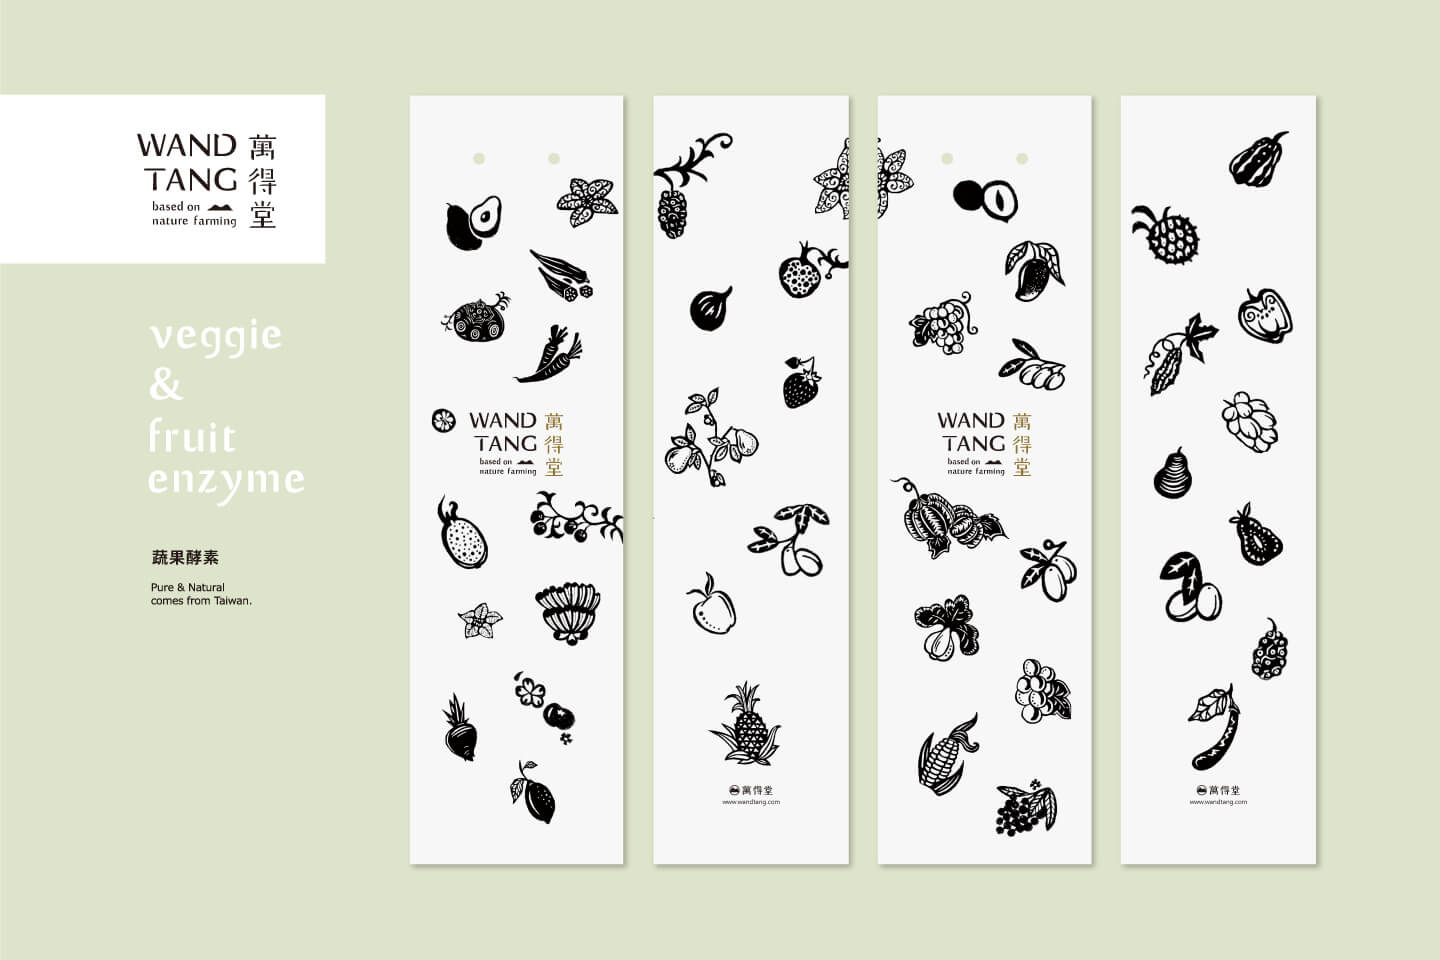 WAND
TANG
based on
nature farming
萬得堂
veggie
&
fruit
enzyme
蔬果酵素
Pure & Natural
comes from Taiwan.
WAND
TANG
based on
nature farming
萬得堂
萬得堂
www.wandtang.com
WAND
TANG
based on
nature farming
萬得堂
萬得堂
www.wandtang.com